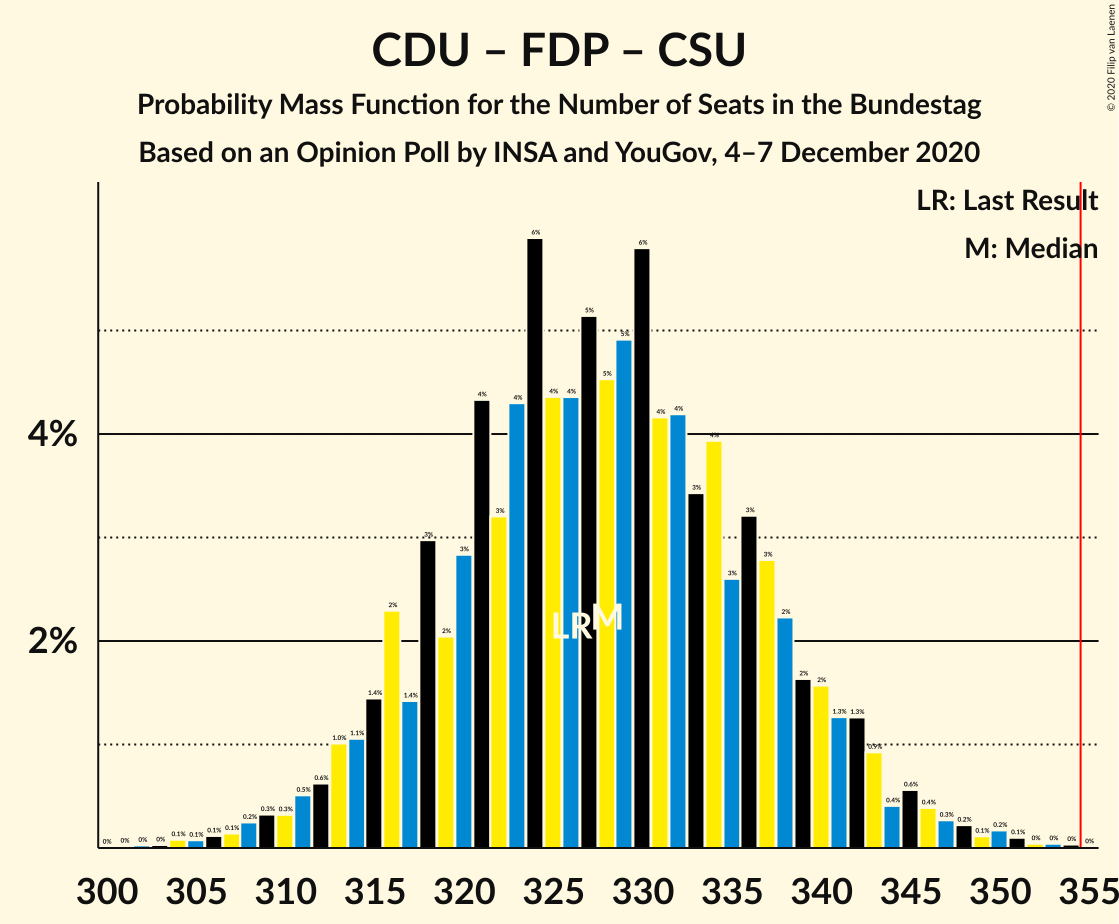 CDU – FDP – CSU
Probability Mass Function for the Number of Seats in the Bundestag
Based on an Opinion Poll by INSA and YouGov, 4–7 December 2020
© 2020 Filip van Laenen
LR: Last Result
M: Median
4%
2%
0% 0% 0% 0% 0.1% 0.1% 0.1% 0.1% 0.2% 0.3% 0.3% 0.5% 0.6% 1.0% 1.1% 1.4% 2% 1.4% 3% 2% 3% 4% 3% 4% 6% 4% 4% 5% 5% 5% 6% 4% 4% 3% 4% 3% 3% 3% 2% 2% 2% 1.3% 1.3% 0.9% 0.4% 0.6% 0.4% 0.3% 0.2% 0.1% 0.2% 0.1% 0% 0% 0% 0%
LR M
300 305 310 315 320 325 330 335 340 345 350 355